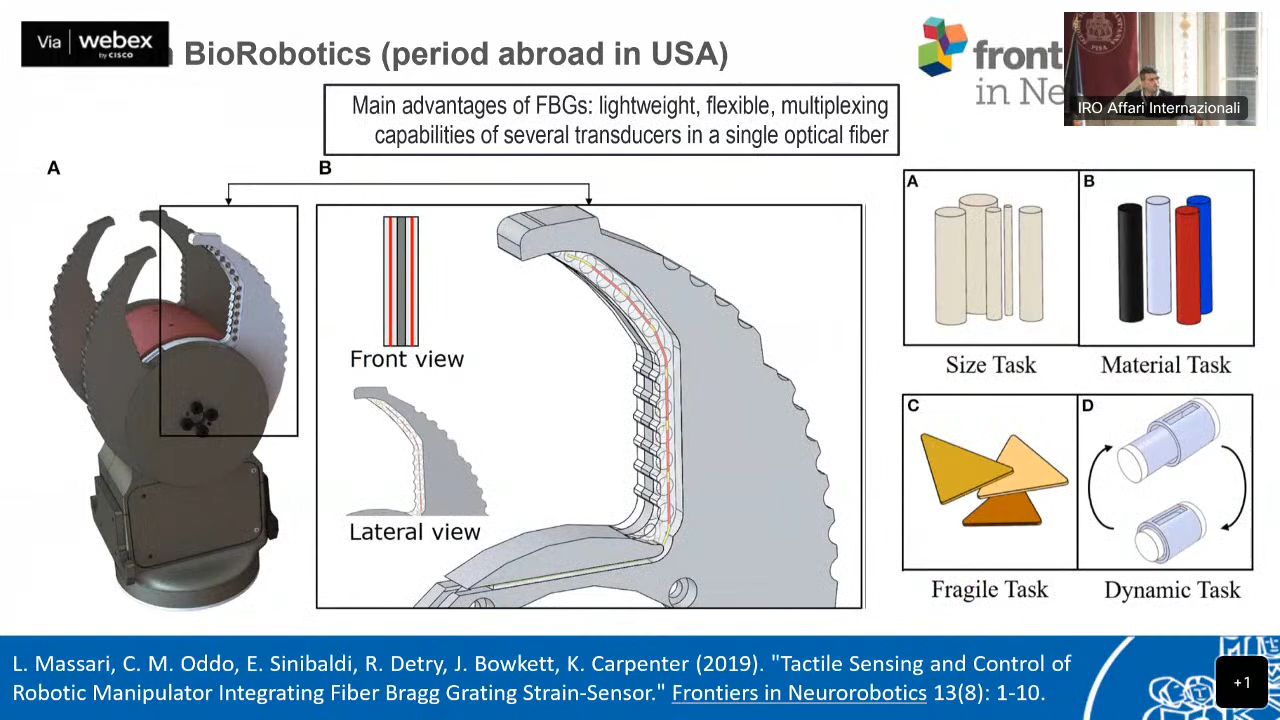 Via webex
by CISCO
BioRobotics (period abroad in USA)
front
in Ne
IRO Affari Internazionali
Main advantages of FBGs: lightweight, flexible, multiplexing
capabilities of several transducers in a single optical fiber
A
B
Front view
Lateral view
A
B
Size Task
Material Task
C
D
Fragile Task
Dynamic Task
L. Massari, C. M. Oddo, E. Sinibaldi, R. Detry, J. Bowkett, K. Carpenter (2019). "Tactile Sensing and Control of
Robotic Manipulator Integrating Fiber Bragg Grating Strain-Sensor." Frontiers in Neurorobotics 13(8): 1-10.
+1